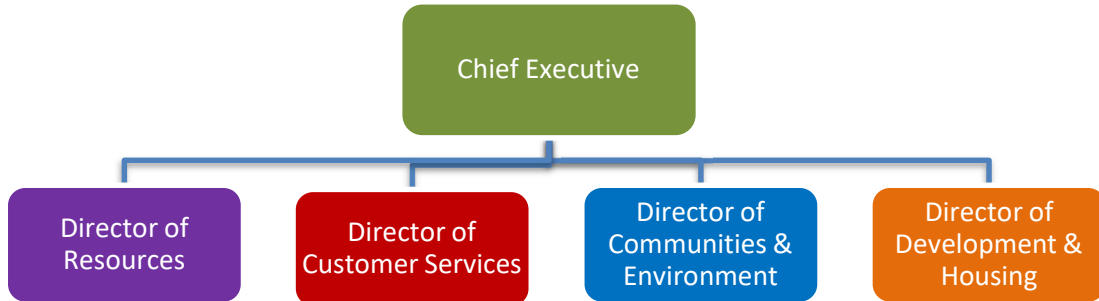 Chief Executive
Director of
Resources
Director of
Customer Services
Director of
Communities &
Environment
Director of
Development &
Housing